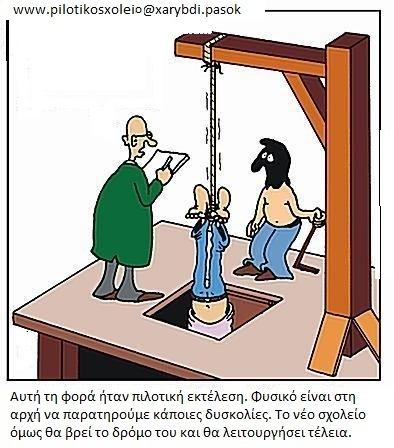 www.pilotikosxoleio@xarybdi.pasok
Αυτή τη φορά ήταν πιλοτική εκτέλεση. Φυσικό είναι στη
αρχή να παρατηρούμε κάποιες δυσκολίες. Το νέο σχολείο
όμως θα βρεί το δρόμο του και θα λειτουργήσει τέλεια.